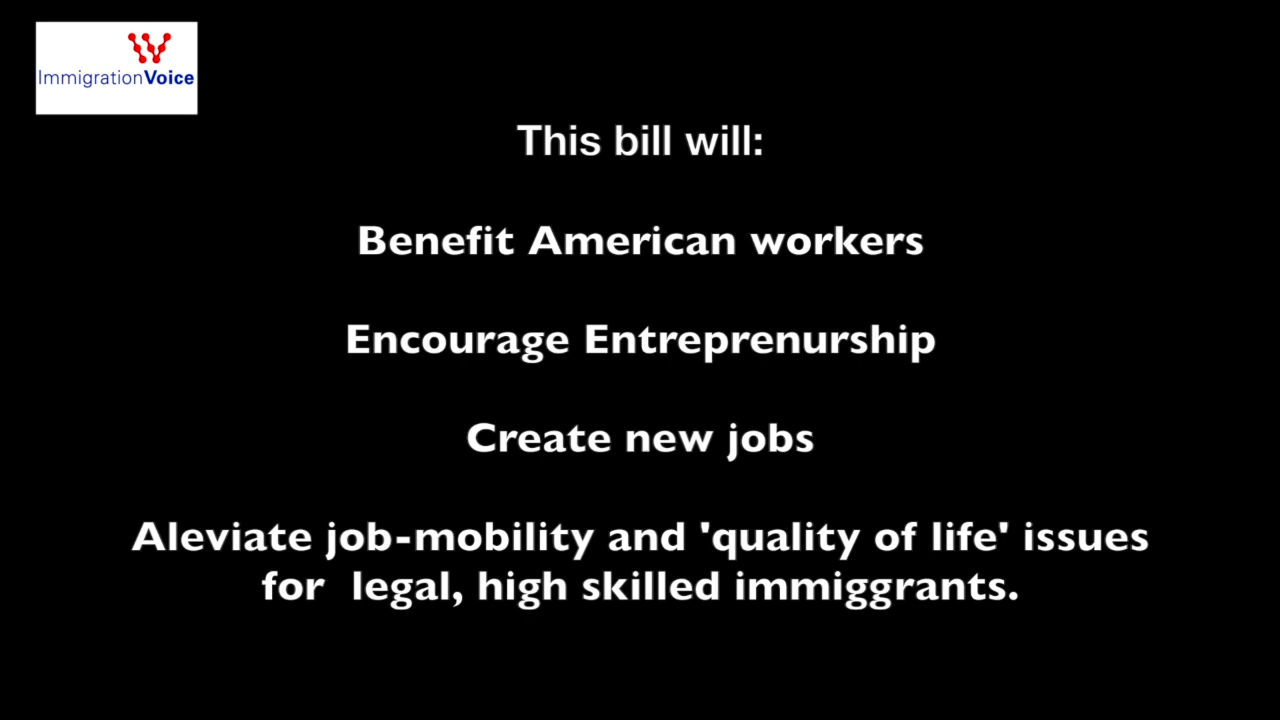 ImmigrationVoice
This bill will:
Benefit American workers
Encourage Entreprenurship
Create new jobs
Aleviate job-mobility and 'quality of life' issues
for  legal, high skilled immiggrants.